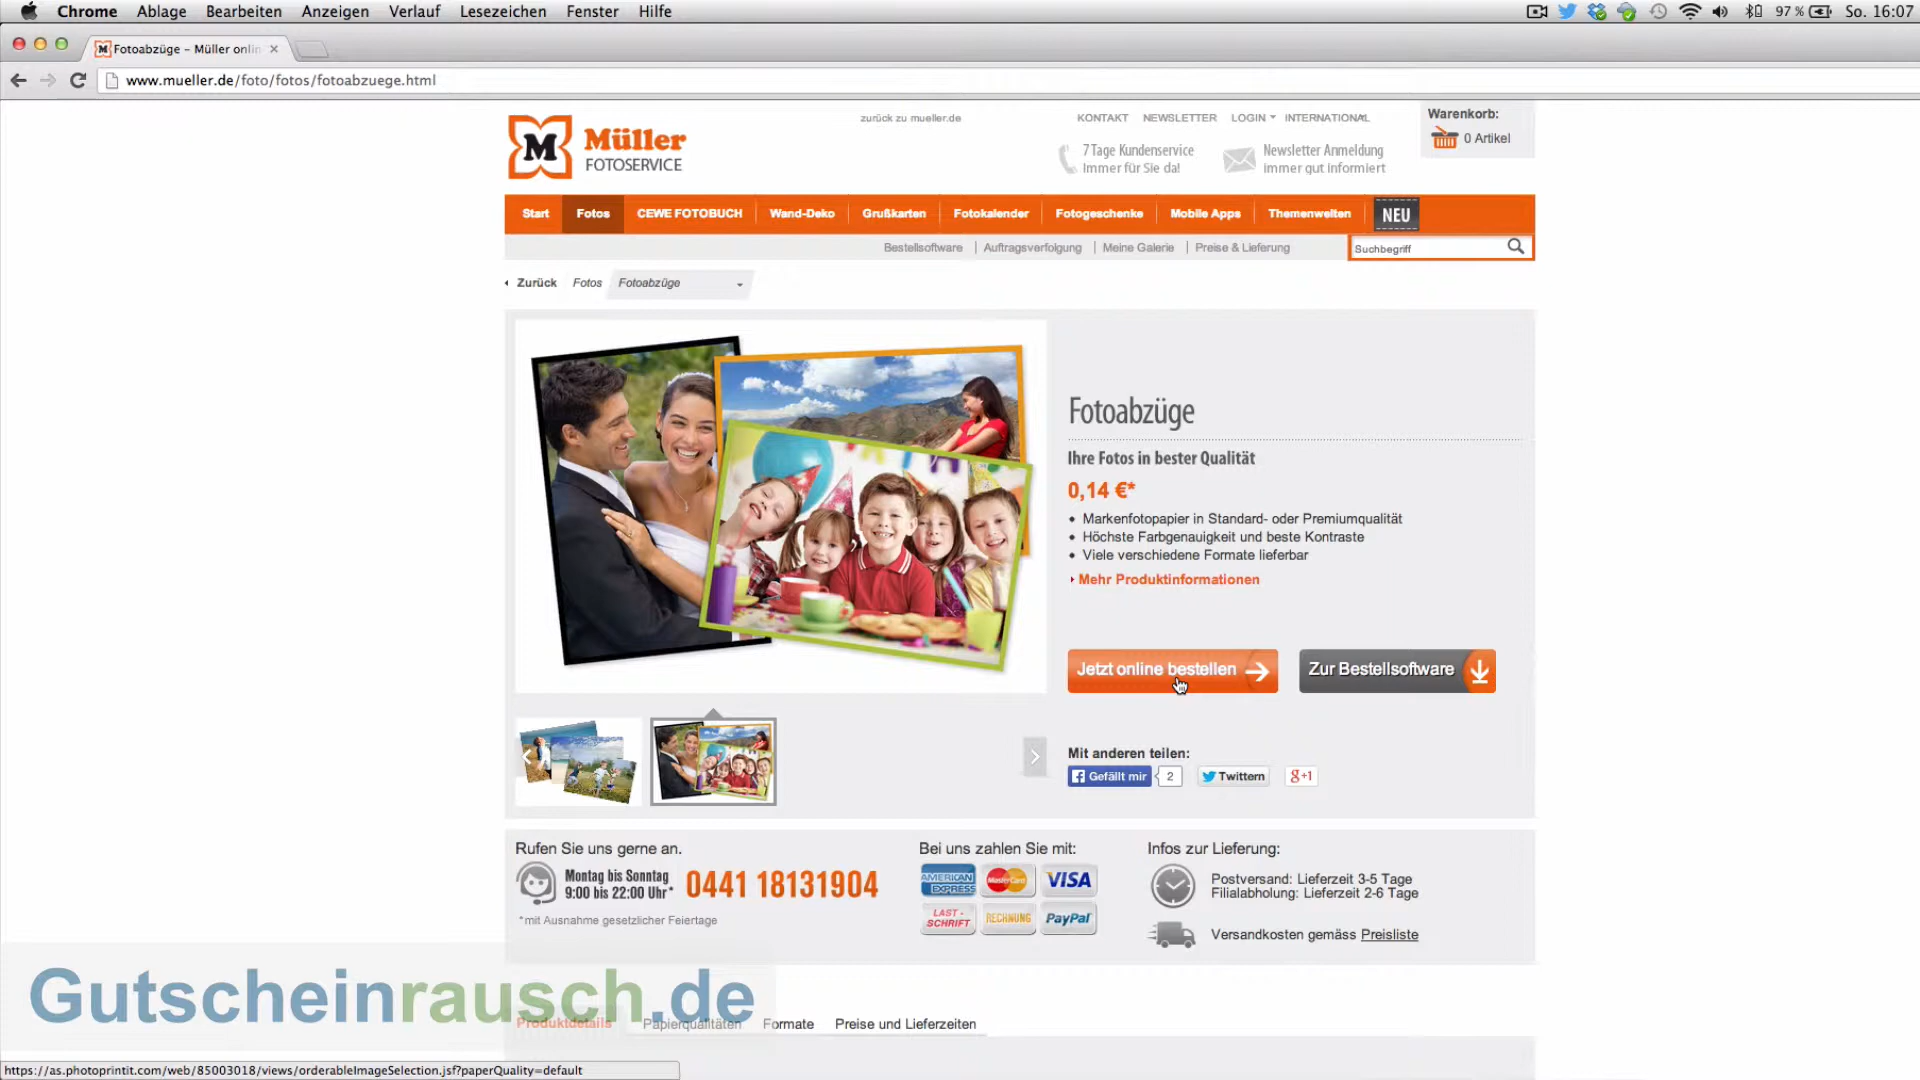 Chrome Ablage Bearbeiten Anzeigen Verlauf Lesezeichen Fenster Hilfe 97 % So. 16:07
Fotoabzüge – Müller onlin
www.mueller.de/foto/fotos/fotoabzuege.html
zurück zu mueller.de KONTAKT NEWSLETTER LOGIN INTERNATIONAL
Warenkorb:
0 Artikel
M Müller
FOTOSERVICE
7 Tage Kundenservice
Immer für Sie da!
Newsletter Anmeldung
immer gut informiert
Start Fotos CEWE FOTOBUCH Wand-Deko Grußkarten Fotokalender Fotogeschenke Mobile Apps Themenwelten NEU
Bestellsoftware Auftragsverfolgung Meine Galerie Preise & Lieferung Suchbegriff
Zurück Fotos Fotoabzüge
Fotoabzüge
Ihre Fotos in bester Qualität
0,14 €*
Markenfotopapier in Standard- oder Premiumqualität
Höchste Farbgenauigkeit und beste Kontraste
Viele verschiedene Formate lieferbar
Mehr Produktinformationen
Jetzt online bestellen Zur Bestellsoftware
Mit anderen teilen:
Gefällt mir 2 Twittern g+1
Rufen Sie uns gerne an.
Montag bis Sonntag
9:00 bis 22:00 Uhr*
0441 18131904
*mit Ausnahme gesetzlicher Feiertage
Bei uns zahlen Sie mit:
AMERICAN EXPRESS MasterCard VISA
LAST-SCHRIFT RECHNUNG PayPal
Infos zur Lieferung:
Postversand: Lieferzeit 3-5 Tage
Filialabholung: Lieferzeit 2-6 Tage
Versandkosten gemäss Preisliste
Gutscheinrausch.de
Produktdetails Papierqualitäten Formate Preise und Lieferzeiten
https://as.photoprintit.com/web/85003018/views/orderableImageSelection.jsf?paperQuality=default